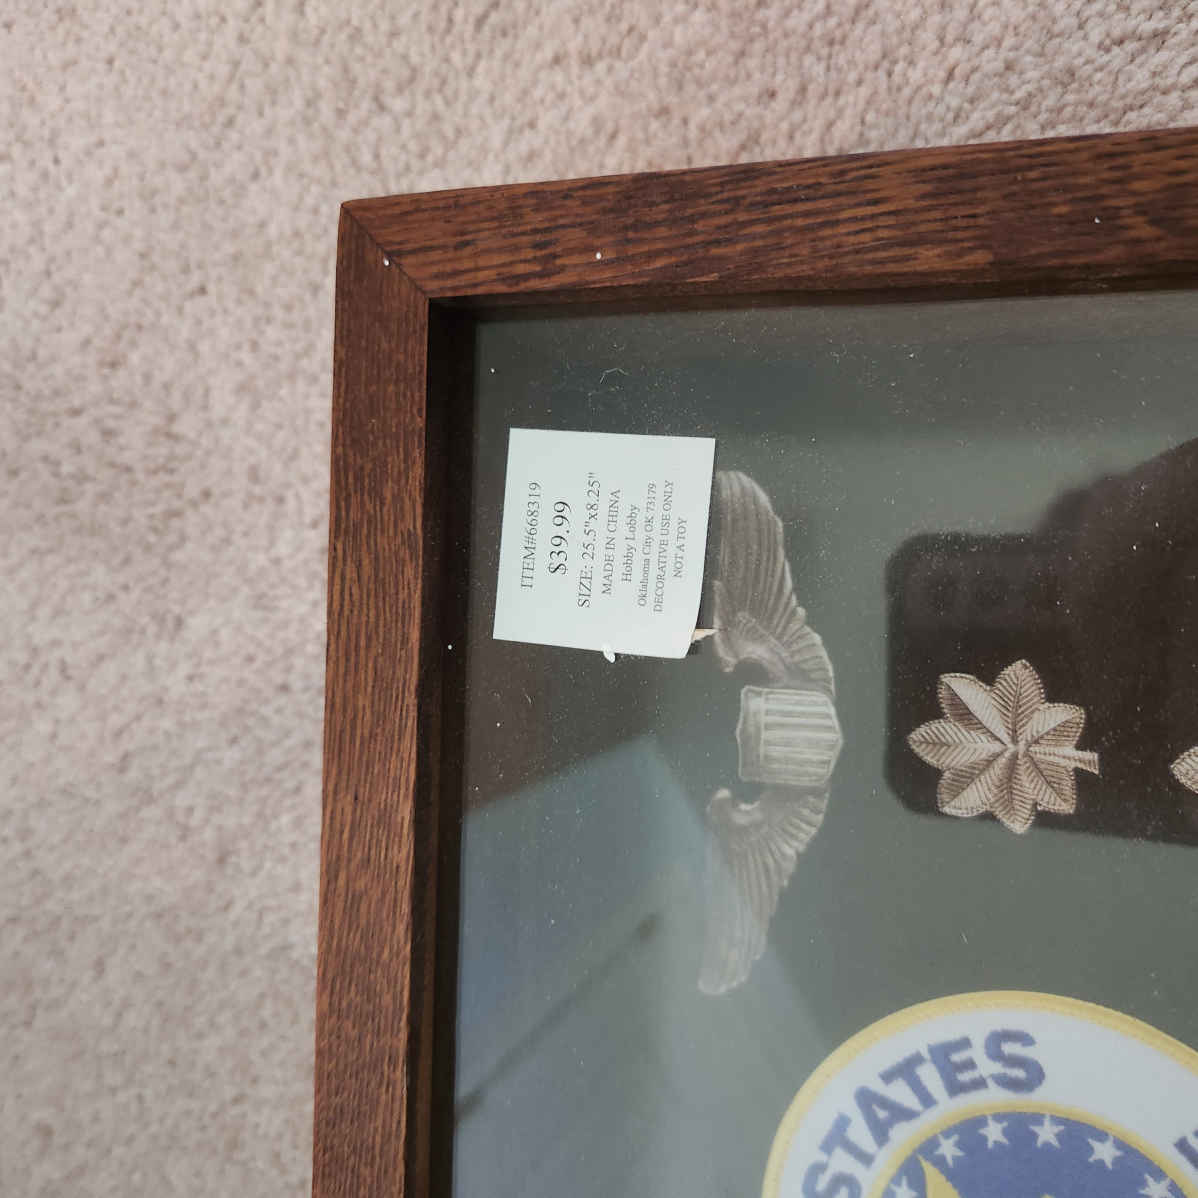 ITEM#668319
$39.99
SIZE: 25.5"x8.25"
MADE IN CHINA
Hobby Lobby
Oklahoma City OK 73179
DECORATIVE USE ONLY
NOT A TOY
STATES